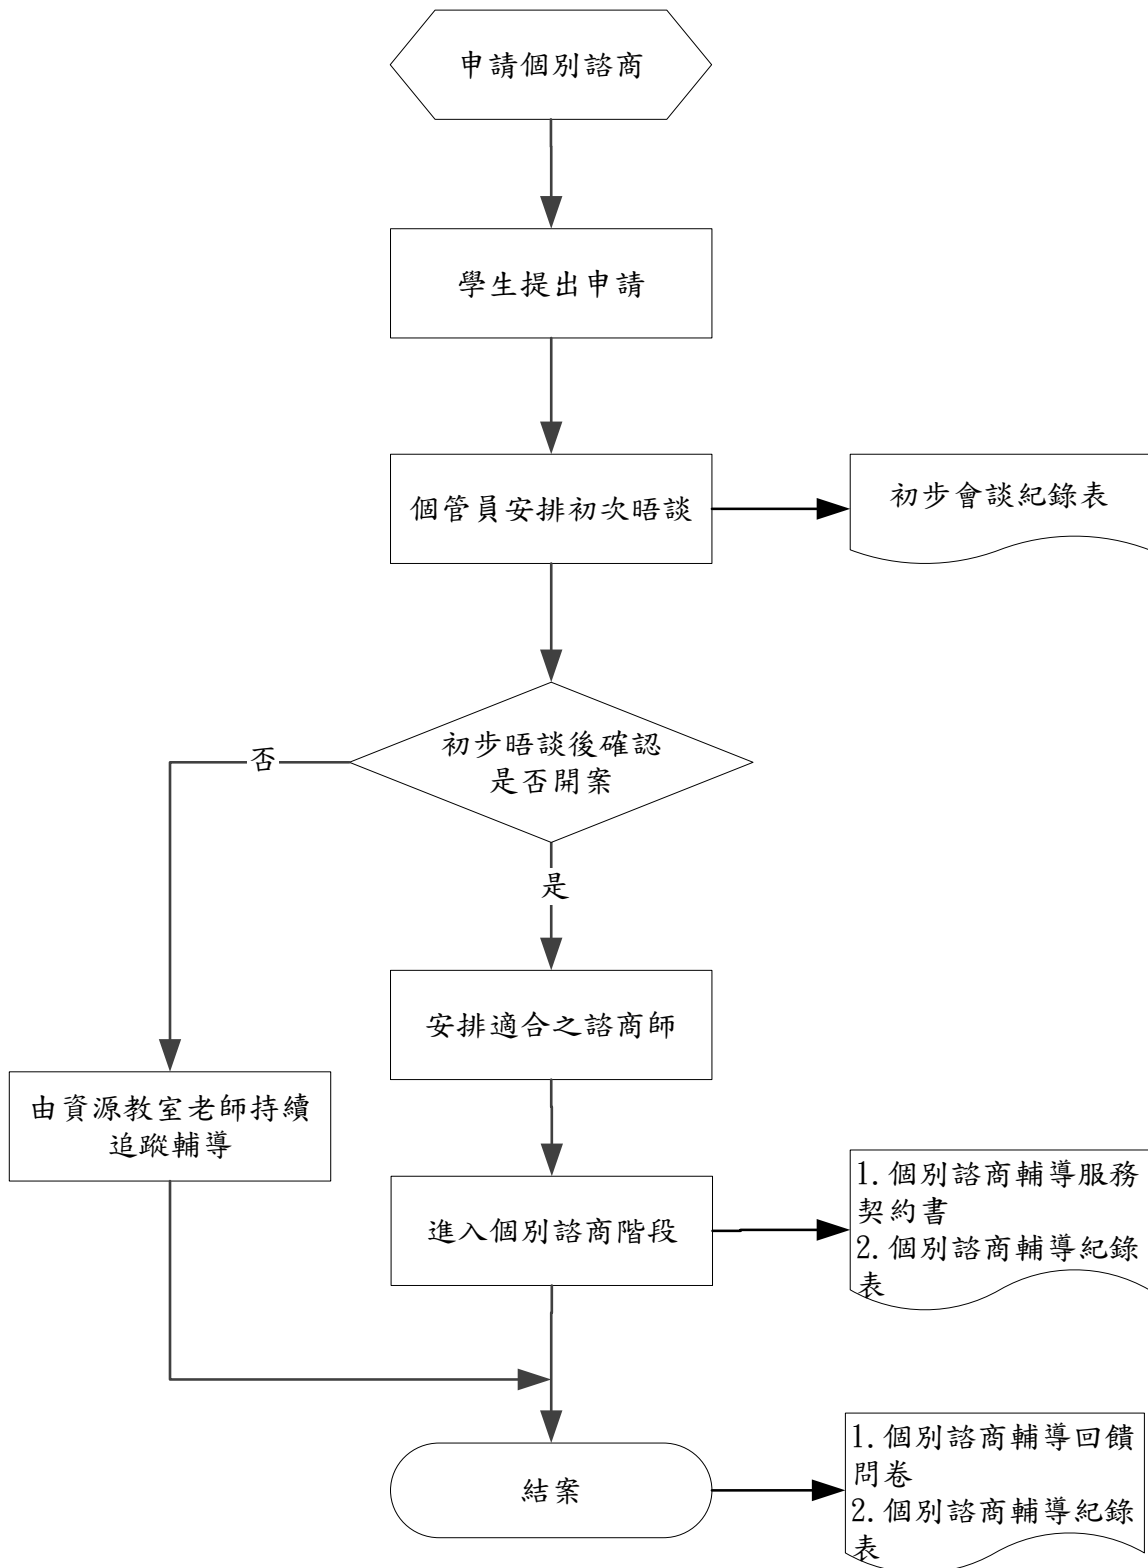 申請個別諮商
學生提出申請
個管員安排初次晤談
初步會談紀錄表
初步晤談後確認
是否開案
否
是
安排適合之諮商師
由資源教室老師持續
追蹤輔導
進入個別諮商階段
1.個別諮商輔導服務
契約書
2.個別諮商輔導紀錄
表
結案
1.個別諮商輔導回饋
問卷
2.個別諮商輔導紀錄
表